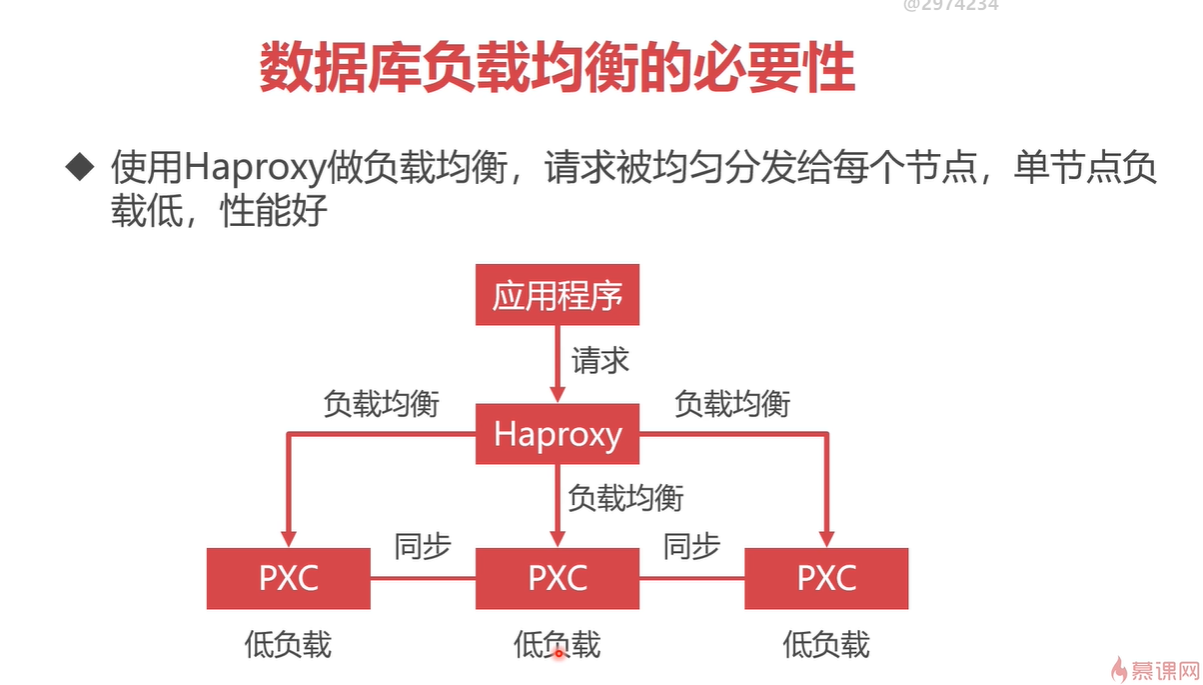 @2974234
数据库负载均衡的必要性
使用Haproxy做负载均衡，请求被均匀分发给每个节点，单节点负
载低，性能好
应用程序
请求
负载均衡
负载均衡
Haproxy
负载均衡
同步
同步
PXC
PXC
PXC
低负载
低负载
低负载
慕课网